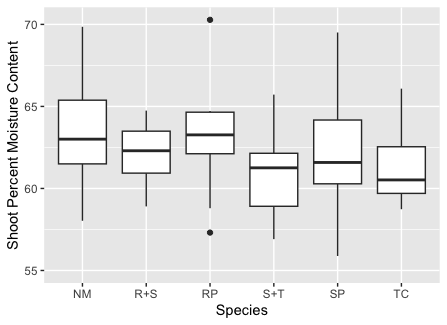 Shoot Percent Moisture Content
70
65
60
55
NM R+S RP S+T SP TC
Species